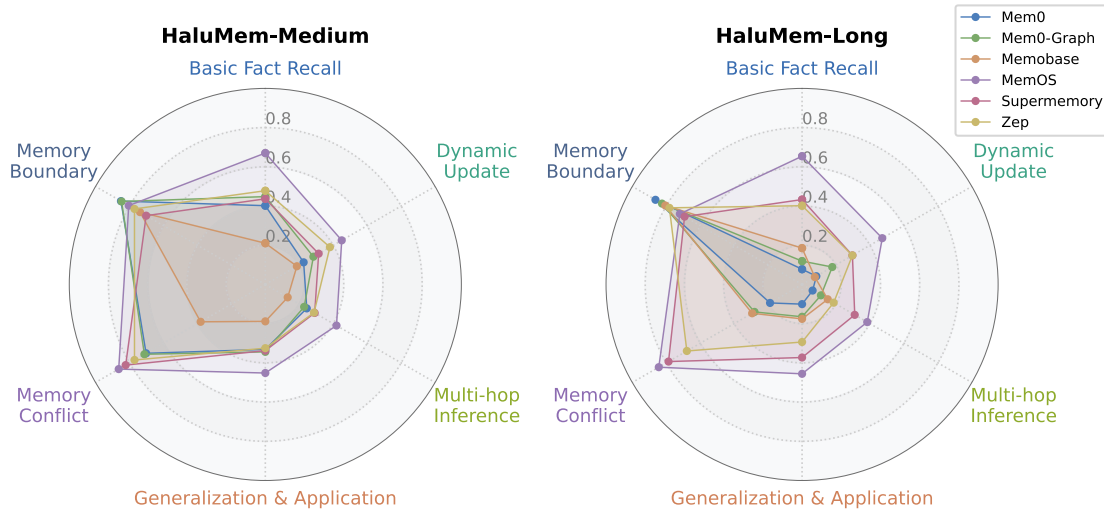 HaluMem-Medium
Basic Fact Recall
Dynamic
Update
Multi-hop
Inference
Generalization & Application
Memory
Conflict
Memory
Boundary
0.8
0.6
0.4
0.2
HaluMem-Long
Basic Fact Recall
Dynamic
Update
Multi-hop
Inference
Generalization & Application
Memory
Conflict
Memory
Boundary
0.8
0.6
0.4
0.2
Mem0
Mem0-Graph
Memobase
MemOS
Supermemory
Zep